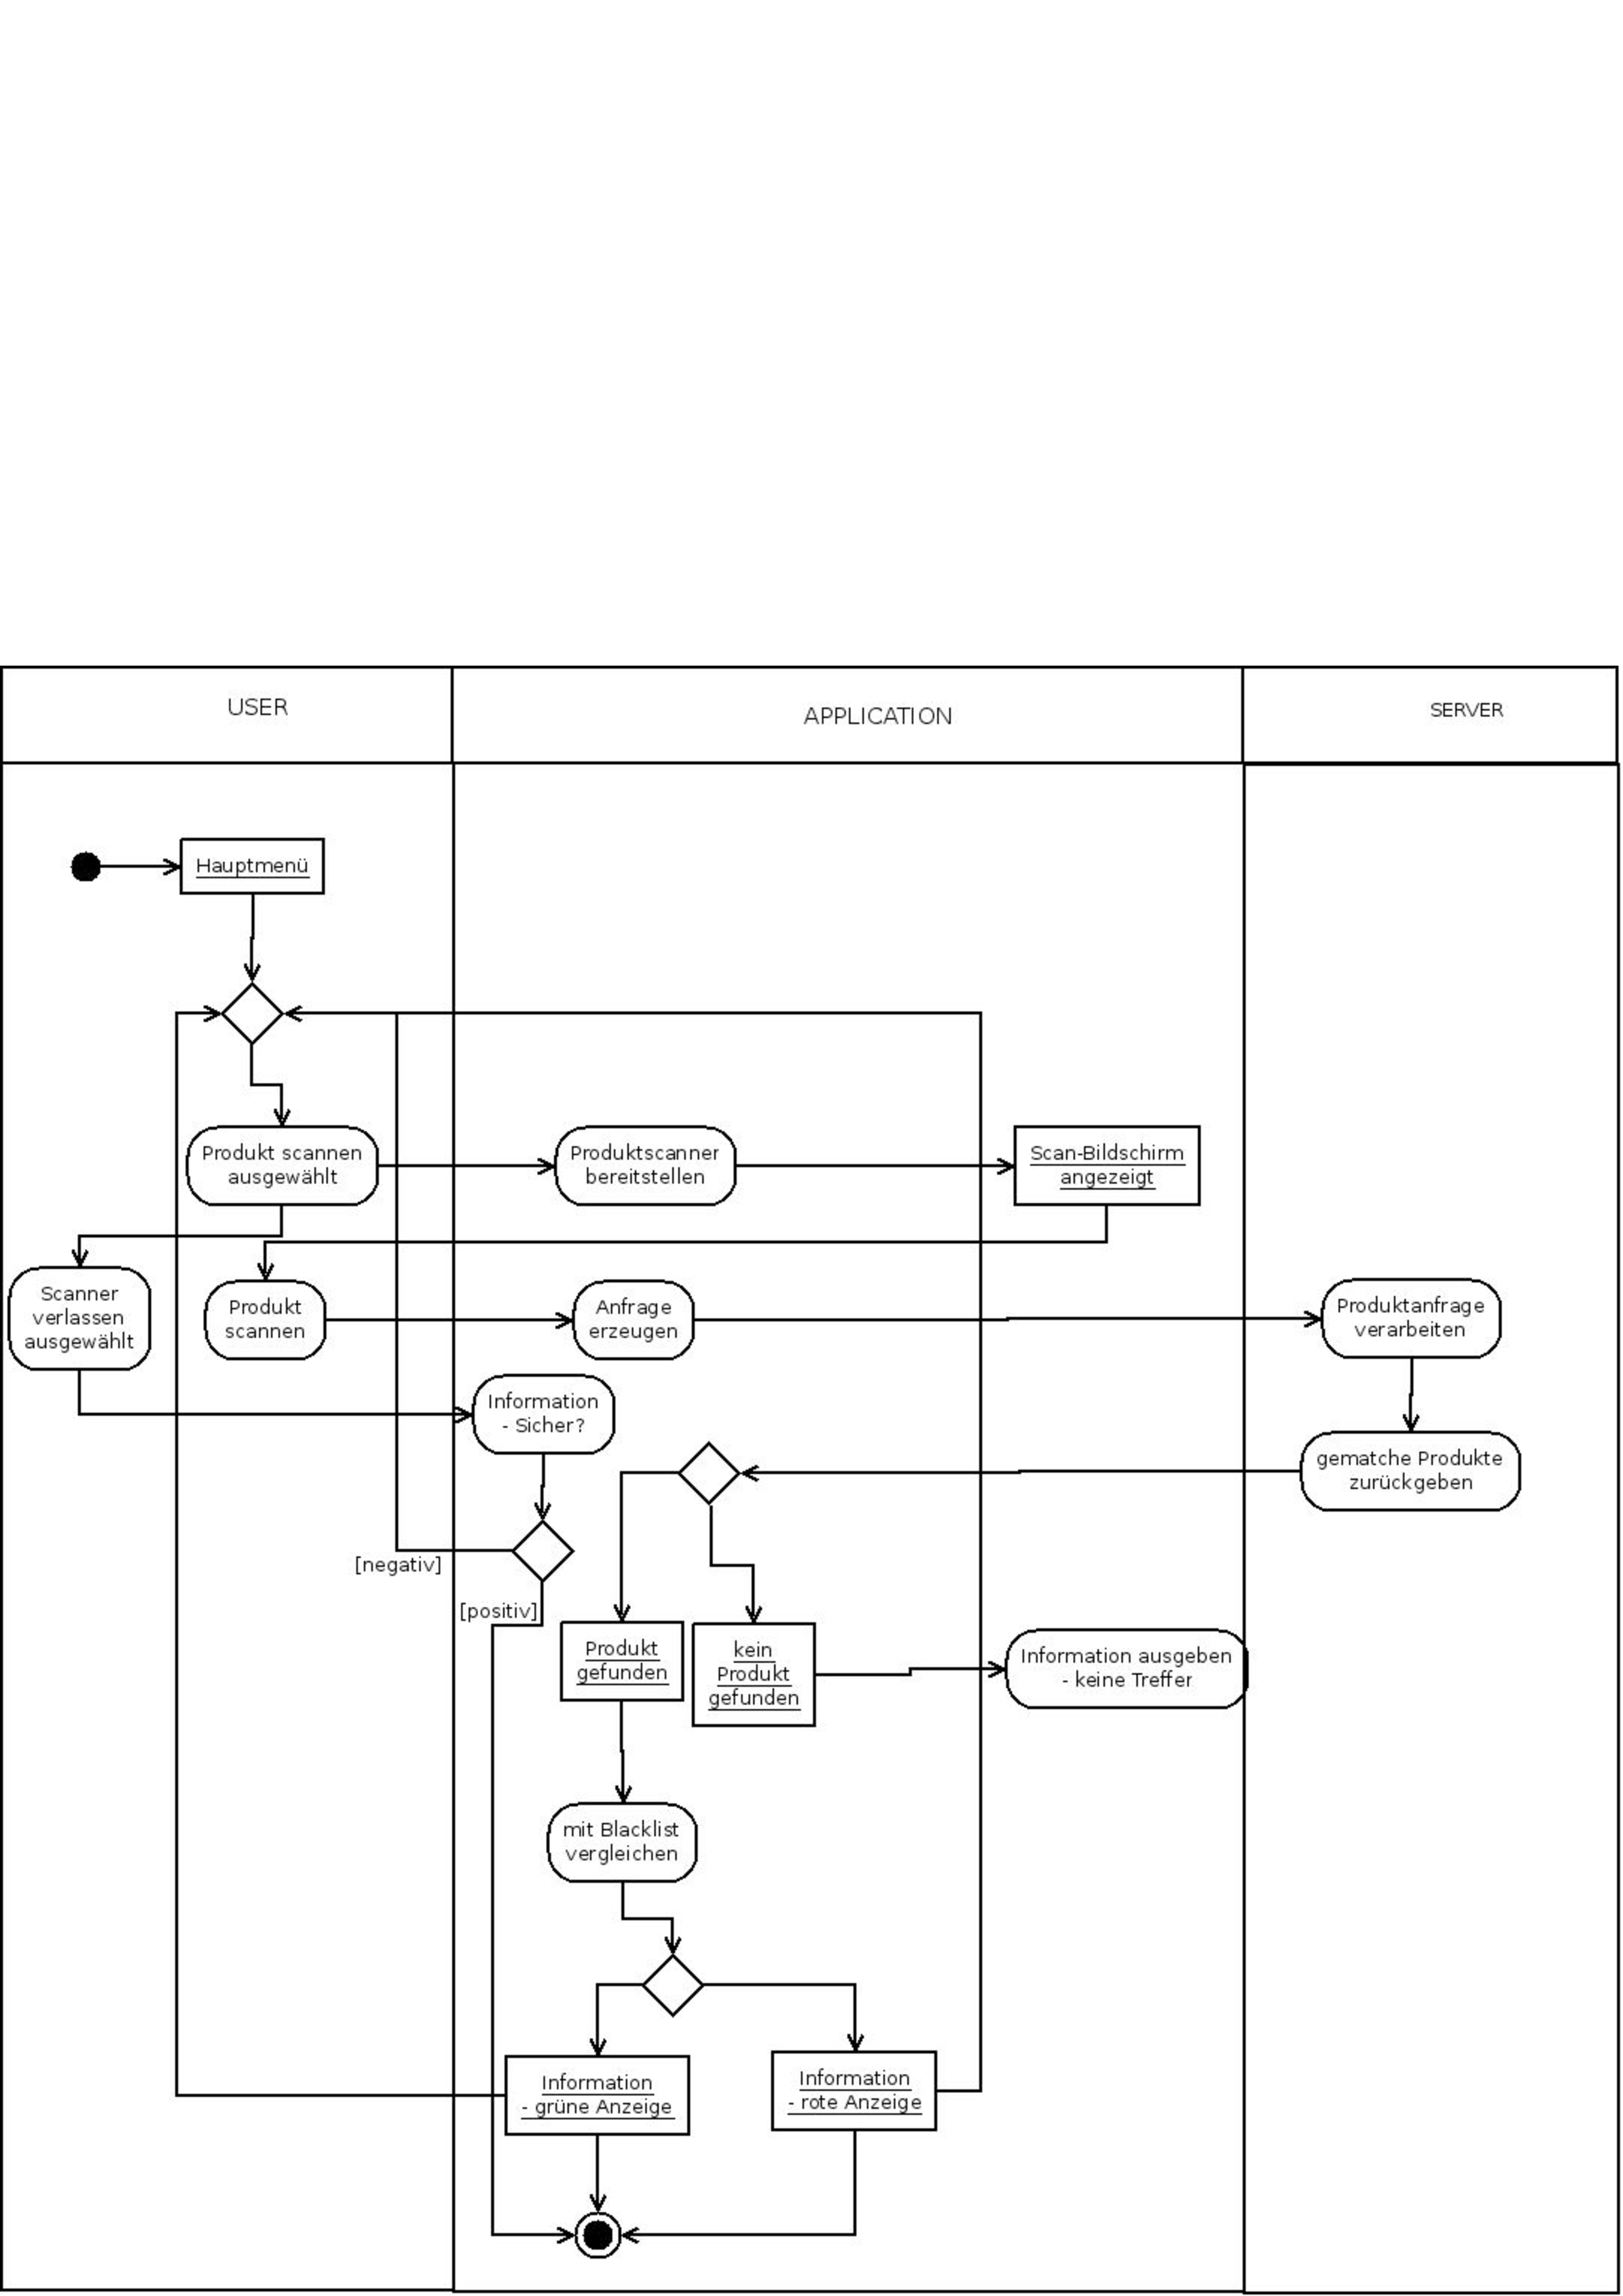 USER
APPLICATION
SERVER
Hauptmenü
Produkt scannen
ausgewählt
Produktscanner
bereitstellen
Scan-Bildschirm
angezeigt
Scanner
verlassen
ausgewählt
Produkt
scannen
Anfrage
erzeugen
Produktanfrage
verarbeiten
Information
- Sicher?
gematche Produkte
zurückgeben
[negativ]
[positiv]
Produkt
gefunden
kein
Produkt
gefunden
Information ausgeben
- keine Treffer
mit Blacklist
vergleichen
Information
- grüne Anzeige
Information
- rote Anzeige